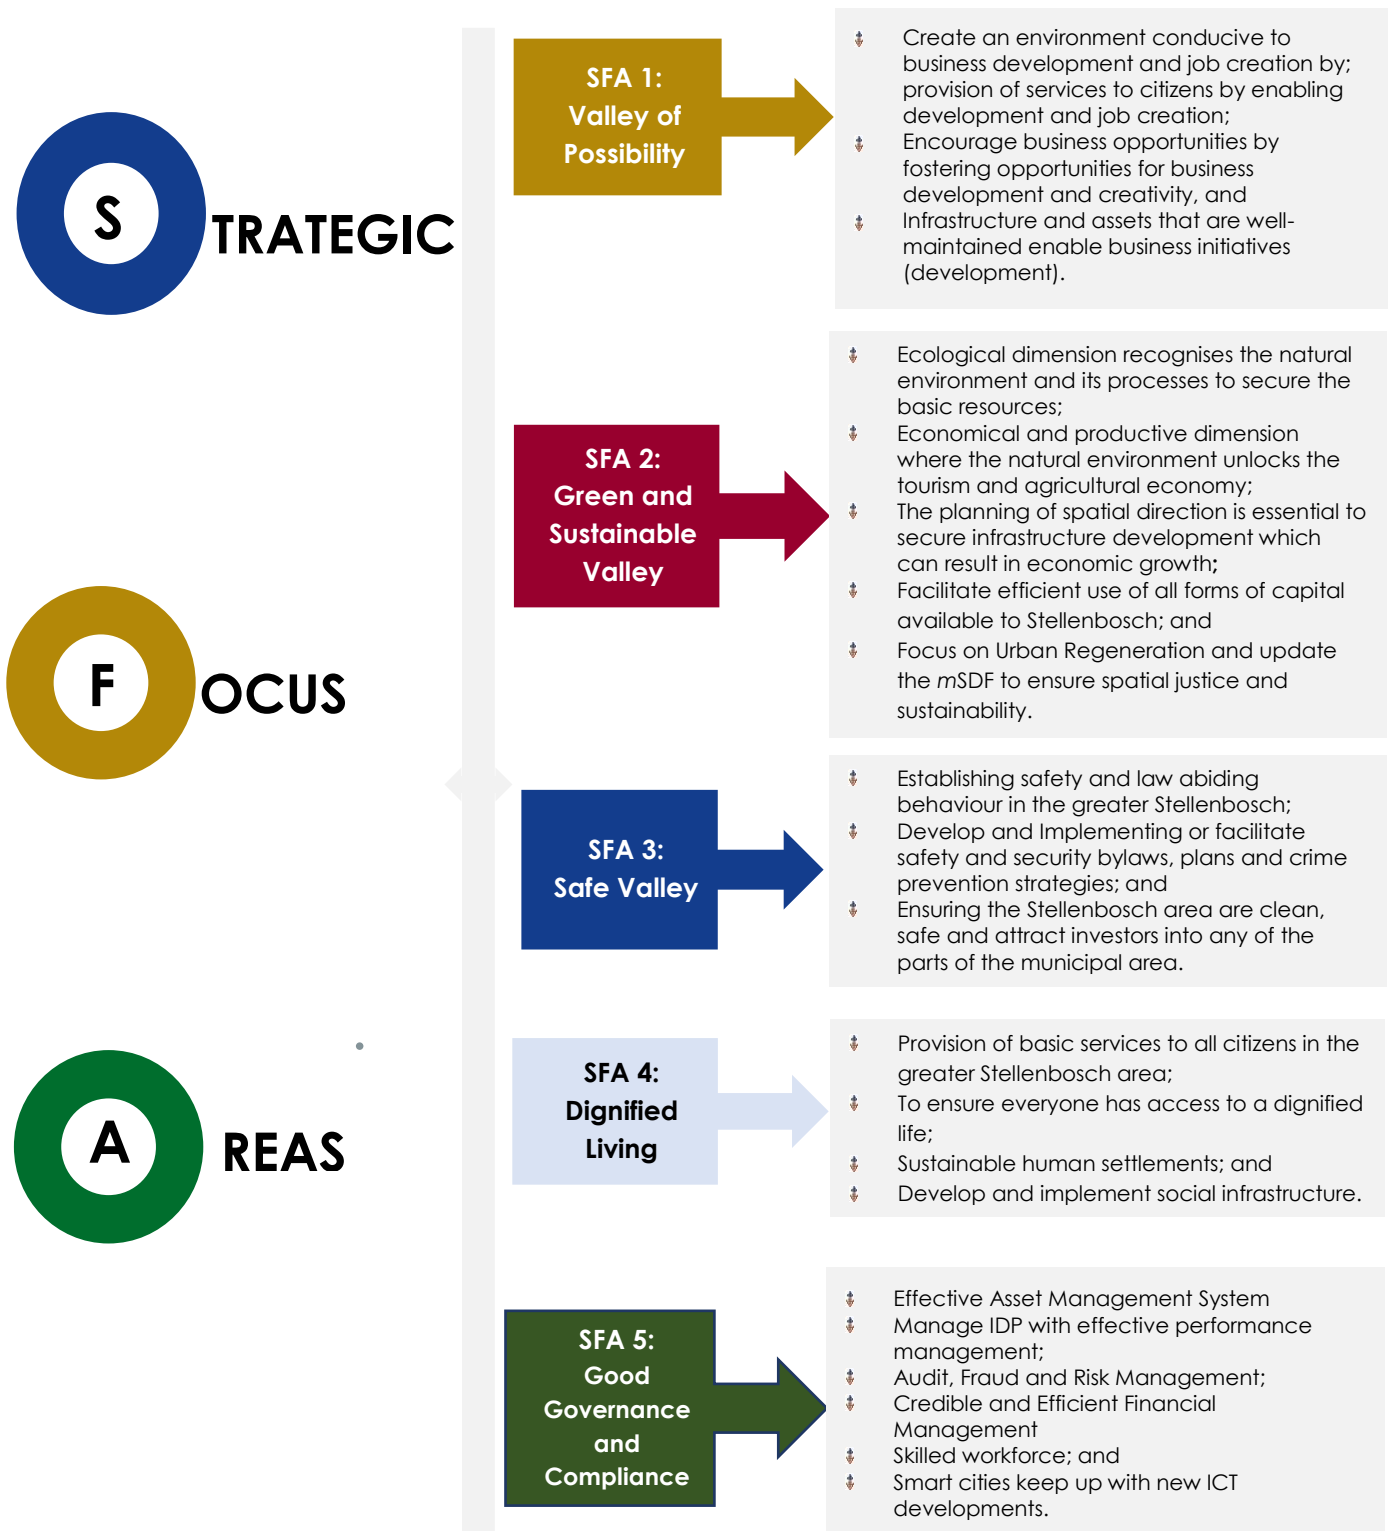 S
TRATEGIC
F
OCUS
A
REAS
SFA 1:
Valley of
Possibility
Create an environment conducive to
business development and job creation by;
provision of services to citizens by enabling
development and job creation;
Encourage business opportunities by
fostering opportunities for business
development and creativity, and
Infrastructure and assets that are well-
maintained enable business initiatives
(development).
SFA 2:
Green and
Sustainable
Valley
Ecological dimension recognises the natural
environment and its processes to secure the
basic resources;
Economical and productive dimension
where the natural environment unlocks the
tourism and agricultural economy;
The planning of spatial direction is essential to
secure infrastructure development which
can result in economic growth;
Facilitate efficient use of all forms of capital
available to Stellenbosch; and
Focus on Urban Regeneration and update
the mSDF to ensure spatial justice and
sustainability.
SFA 3:
Safe Valley
Establishing safety and law abiding
behaviour in the greater Stellenbosch;
Develop and Implementing or facilitate
safety and security bylaws, plans and crime
prevention strategies; and
Ensuring the Stellenbosch area are clean,
safe and attract investors into any of the
parts of the municipal area.
SFA 4:
Dignified
Living
Provision of basic services to all citizens in the
greater Stellenbosch area;
To ensure everyone has access to a dignified
life;
Sustainable human settlements; and
Develop and implement social infrastructure.
SFA 5:
Good
Governance
and
Compliance
Effective Asset Management System
Manage IDP with effective performance
management;
Audit, Fraud and Risk Management;
Credible and Efficient Financial
Management
Skilled workforce; and
Smart cities keep up with new ICT
developments.